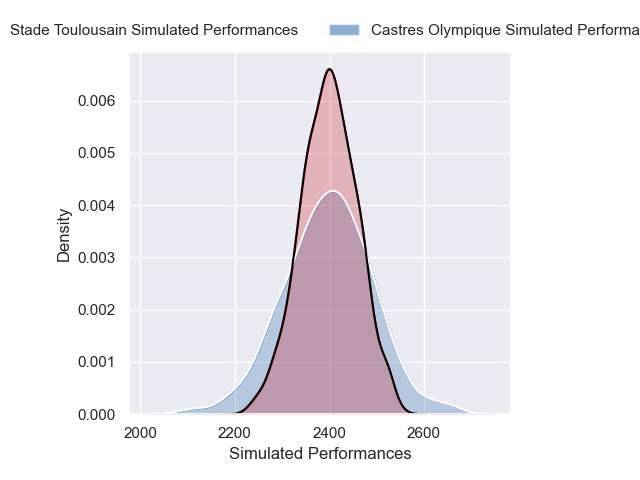 Stade Toulousain Simulated Performances
Castres Olympique Simulated Performa
0.006
0.005
0.004
0.003
0.002
0.001
0.000
Density
2000 2200 2400 2600
Simulated Performances